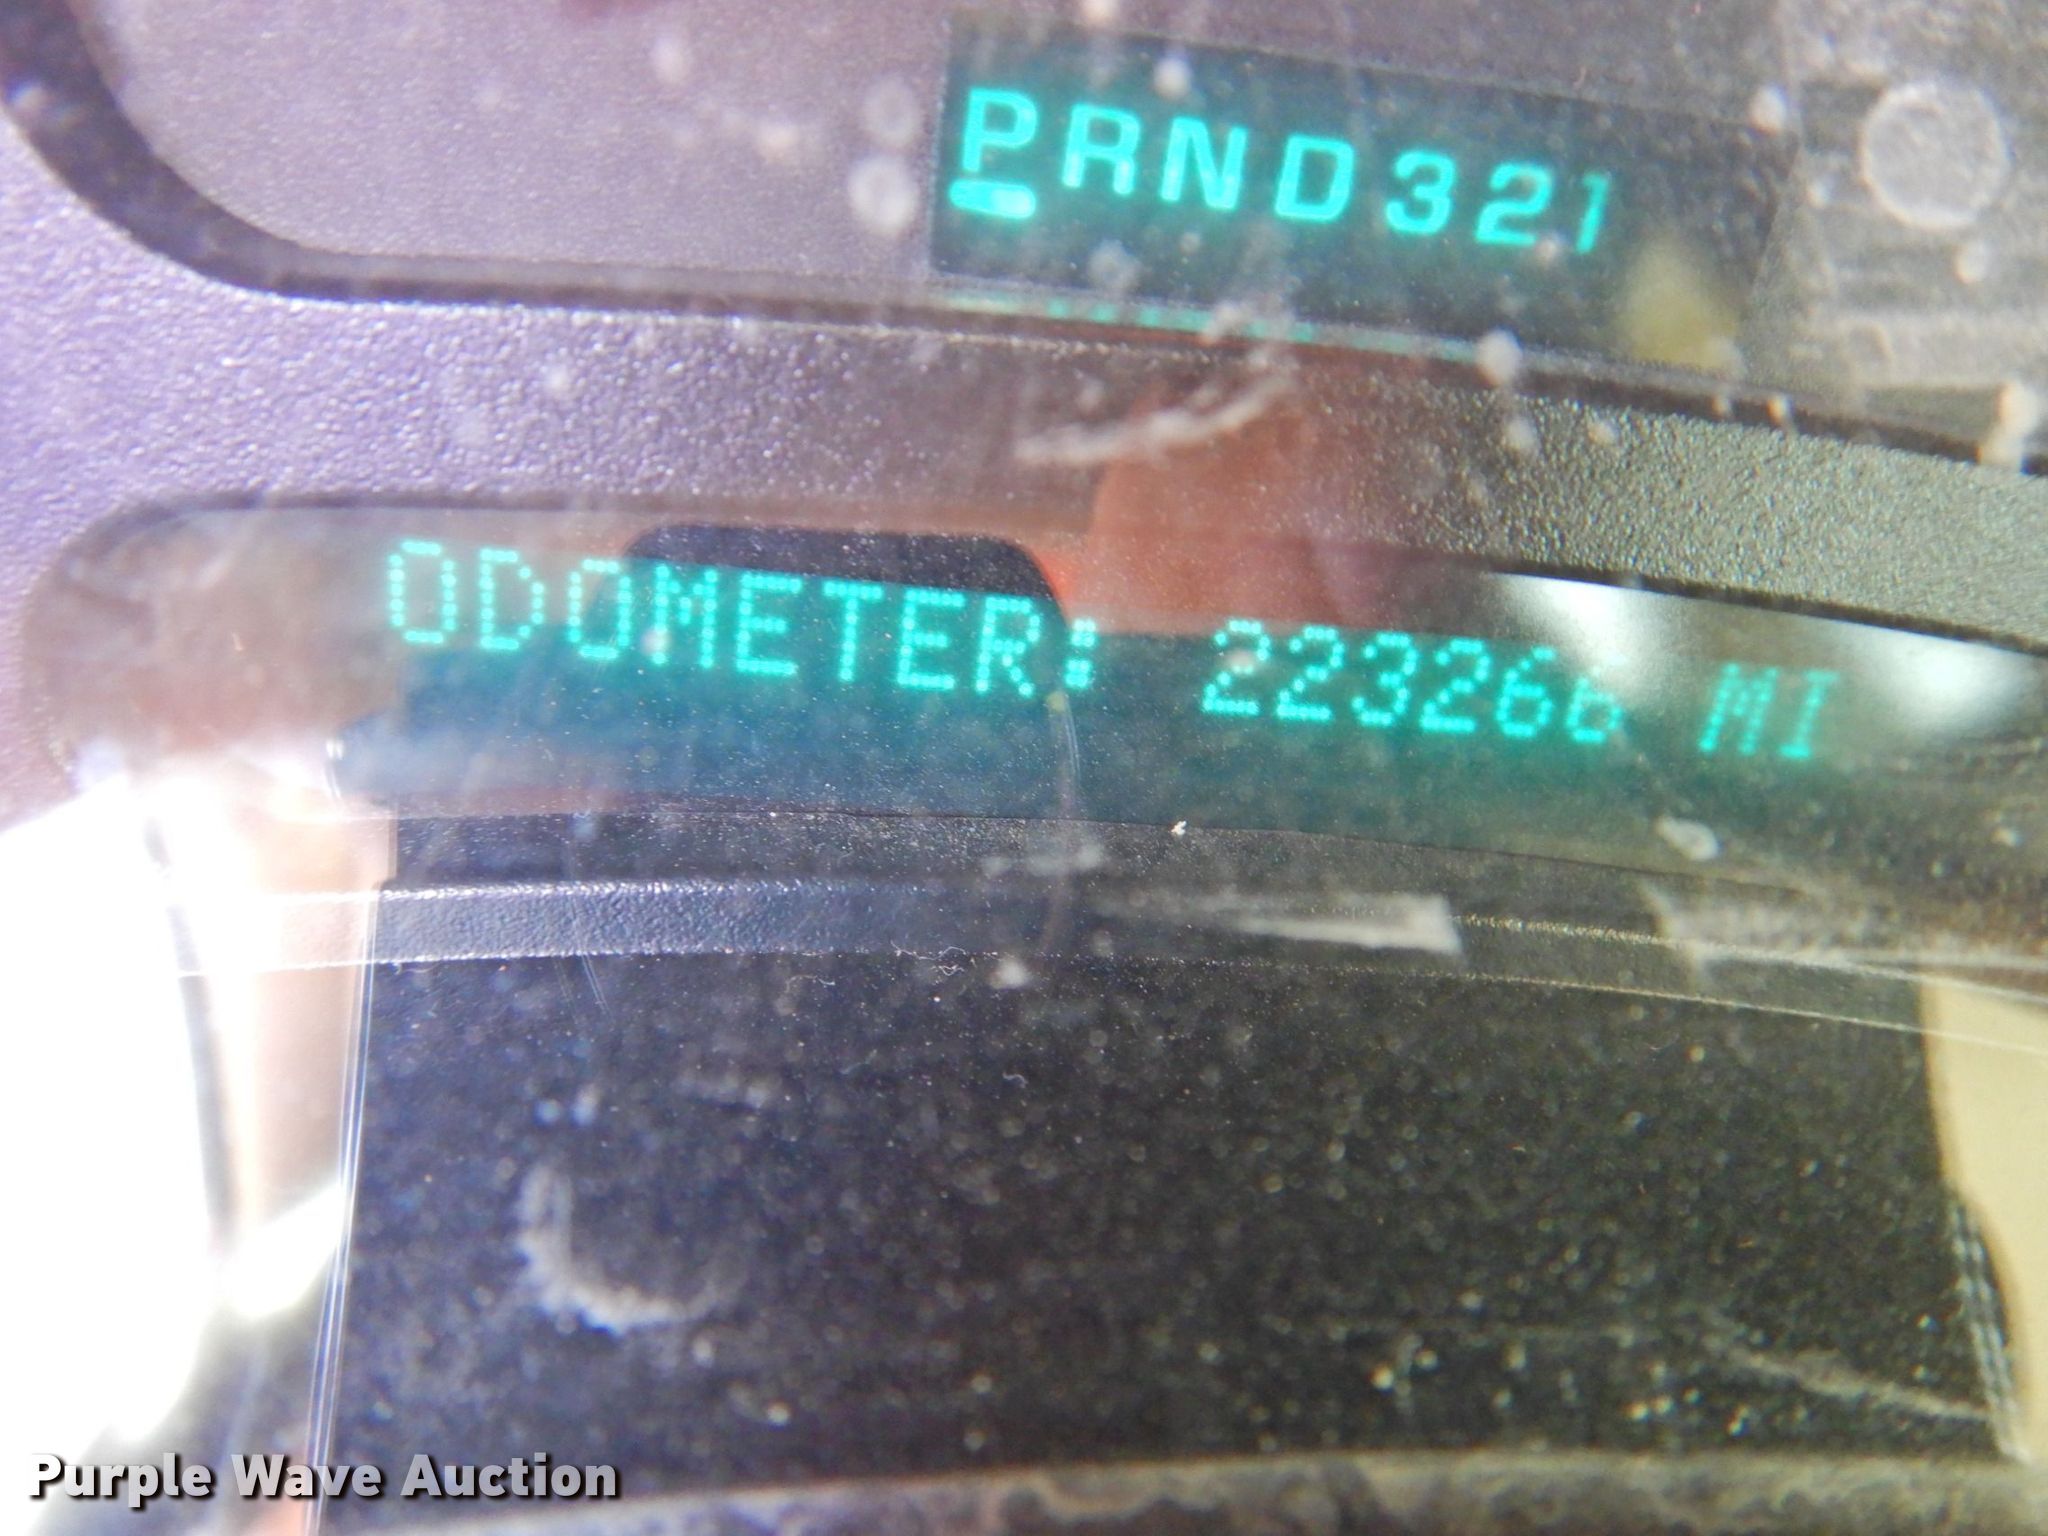 PRND321
ODOMETER: 223266 MI
Purple Wave Auction